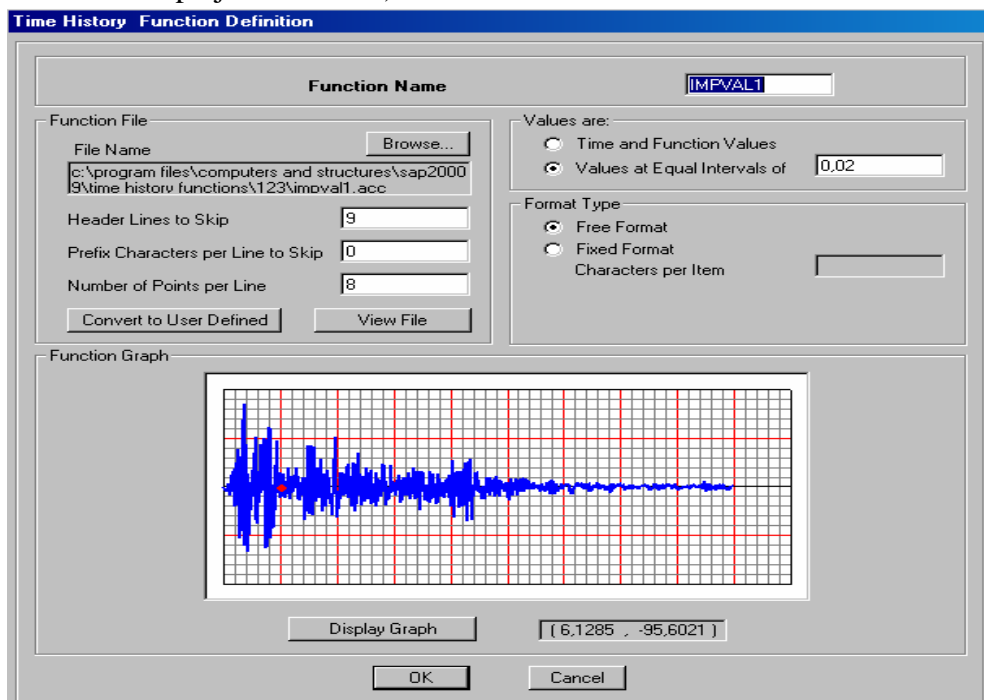 Time History Function Definition
Function Name
IMPVAL1
Function File
File Name
Browse...
c:\program files\computers and structures\sap2000
9\time history functions\123\impval1.acc
Header Lines to Skip
9
Prefix Characters per Line to Skip
0
Number of Points per Line
8
Convert to User Defined
View File
Values are:
Time and Function Values
Values at Equal Intervals of
0,02
Format Type
Free Format
Fixed Format
Characters per Item
Function Graph
Display Graph
( 6,1285 , -95,6021 )
OK
Cancel